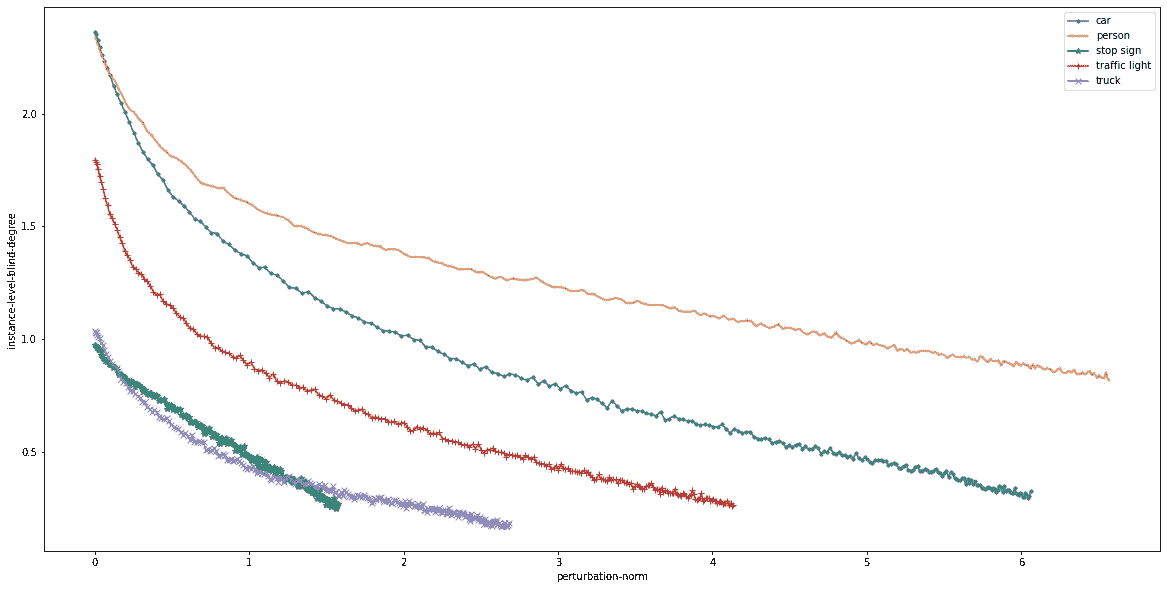 car
person
stop sign
traffic light
truck
2.0
1.5
1.0
0.5
instance-level-blind-degree
0 1 2 3 4 5 6
perturbation-norm